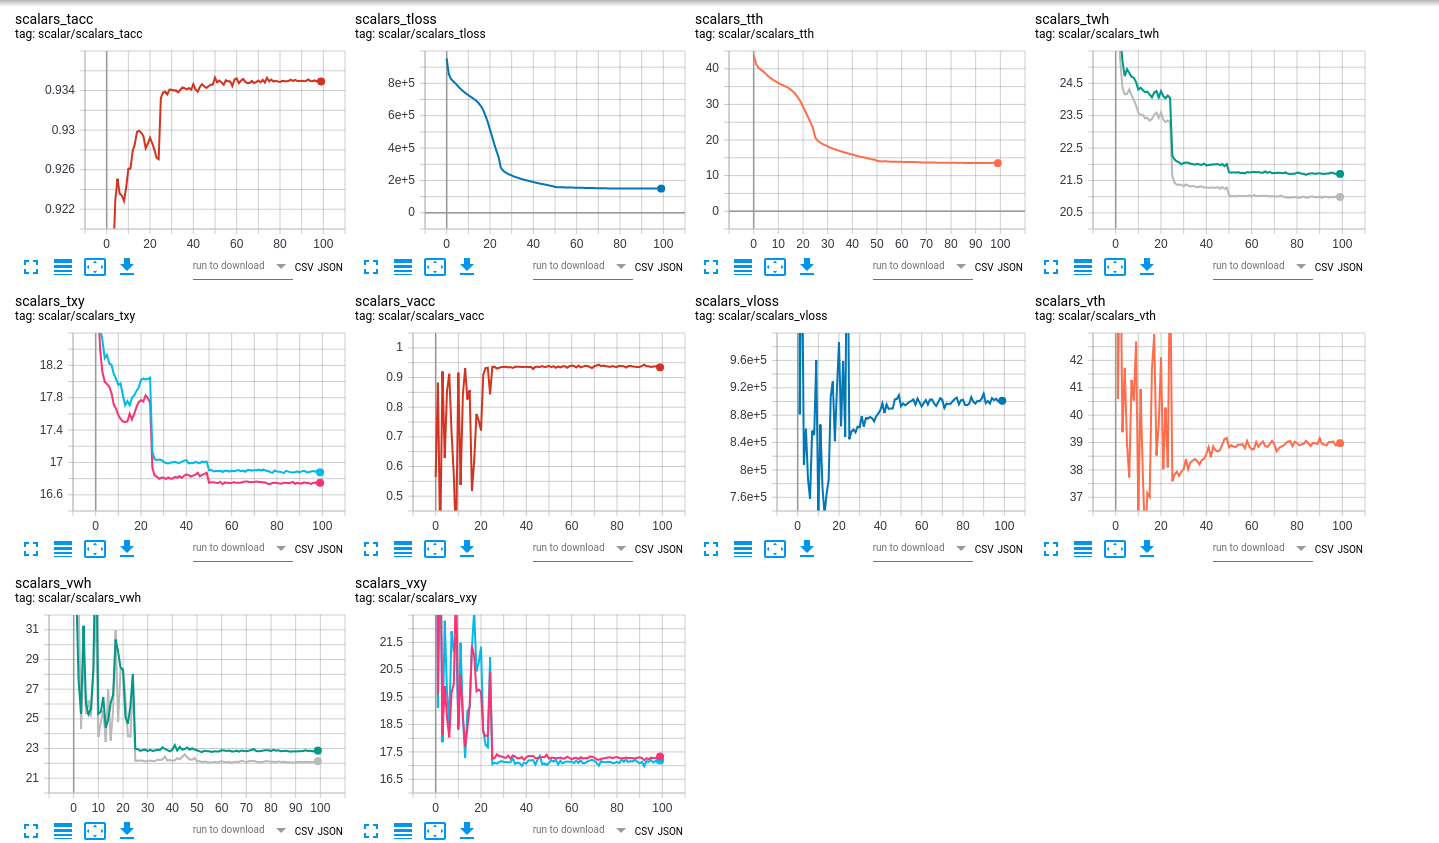 scalars_tacc
tag: scalar/scalars_tacc
0.934
0.93
0.926
0.922
0 20 40 60 80 100
run to download CSV JSON
scalars_tloss
tag: scalar/scalars_tloss
8e+5
6e+5
4e+5
2e+5
0
0 20 40 60 80 100
run to download CSV JSON
scalars_tth
tag: scalar/scalars_tth
40
30
20
10
0
0 10 20 30 40 50 60 70 80 90 100
run to download CSV JSON
scalars_twh
tag: scalar/scalars_twh
24.5
23.5
22.5
21.5
20.5
0 20 40 60 80 100
run to download CSV JSON
scalars_txy
tag: scalar/scalars_txy
18.2
17.8
17.4
17
16.6
0 20 40 60 80 100
run to download CSV JSON
scalars_vacc
tag: scalar/scalars_vacc
1
0.9
0.8
0.7
0.6
0.5
0 20 40 60 80 100
run to download CSV JSON
scalars_vloss
tag: scalar/scalars_vloss
9.6e+5
9.2e+5
8.8e+5
8.4e+5
8e+5
7.6e+5
0 20 40 60 80 100
run to download CSV JSON
scalars_vth
tag: scalar/scalars_vth
42
41
40
39
38
37
0 20 40 60 80 100
run to download CSV JSON
scalars_vwh
tag: scalar/scalars_vwh
31
29
27
25
23
21
0 10 20 30 40 50 60 70 80 90 100
run to download CSV JSON
scalars_vxy
tag: scalar/scalars_vxy
21.5
20.5
19.5
18.5
17.5
16.5
0 20 40 60 80 100
run to download CSV JSON